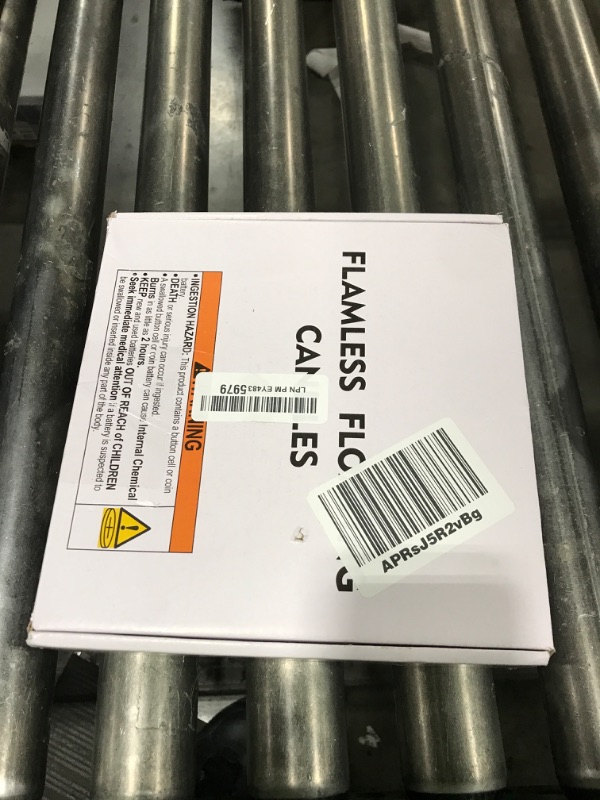 FLAMLESS FLO G
CAN LES
NING
• INGESTION HAZARD: This product contains a button cell or coin
battery.
• DEATH or serious injury can occur if ingested.
• A swallowed button cell or coin battery can cause Internal Chemical
Burns in as little as 2 hours.
• KEEP new and used batteries OUT OF REACH of CHILDREN
• Seek immediate medical attention if a battery is suspected to
be swallowed or inserted inside any part of the body.
LPN PM EY483 5979
APRsJ5R2vBg